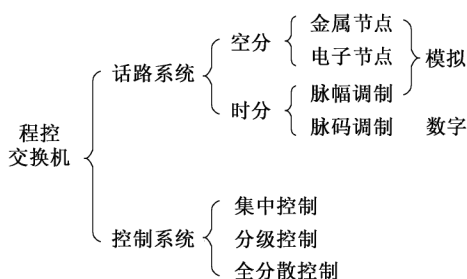 金属节点
空分
电子节点
模拟
话路系统
脉幅调制
时分
脉码调制
数字
程控
交换机
集中控制
控制系统
分级控制
全分散控制